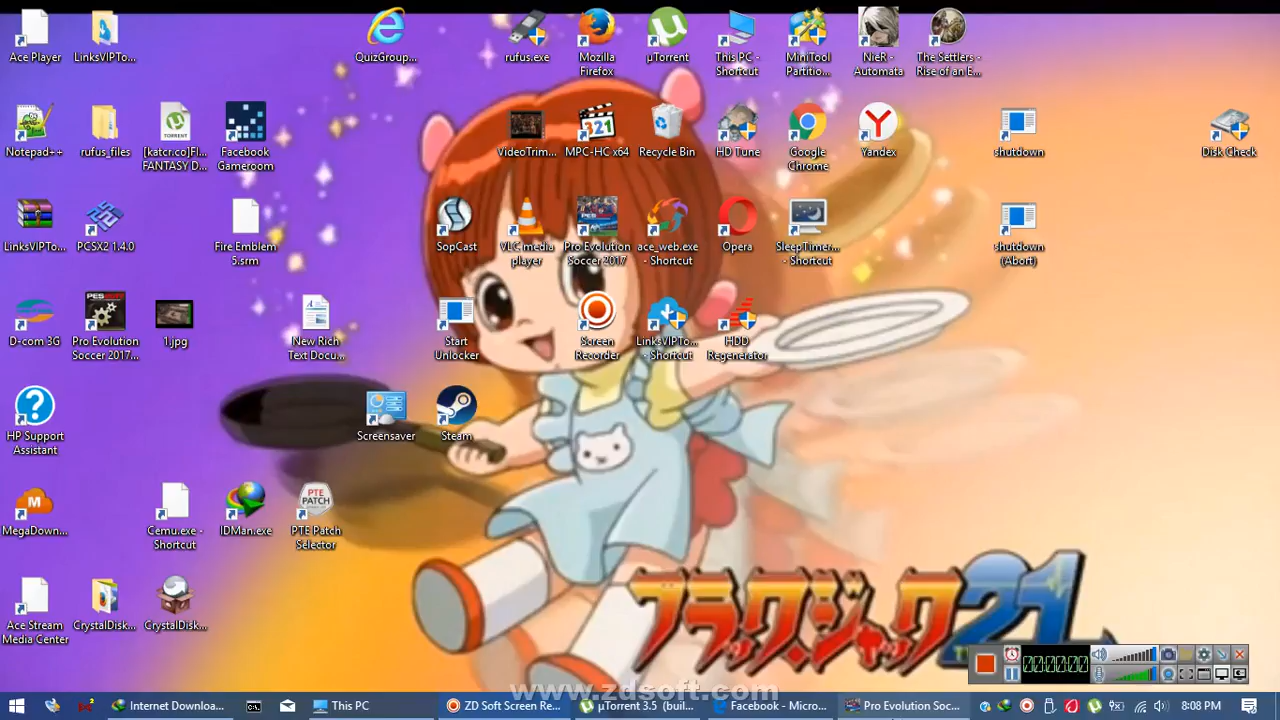 Ace Player
LinksVIPTo...
QuizGroup...
rufus.exe
Mozilla
Firefox
µTorrent
This PC -
Shortcut
MiniTool
Partitio...
NieR -
Automata
The Settlers -
Rise of an E...
Notepad++
rufus_files
TORRENT
[katcr.co]FI...
FANTASY D...
Facebook
Gameroom
VideoTrim...
321
MPC-HC x64
Recycle Bin
HD Tune
Google
Chrome
Yandex
shutdown
Disk Check
LinksVIPTo...
PCSX2 1.4.0
Fire Emblem
5.srm
SopCast
VLC media
player
Pro Evolution
Soccer 2017
ace_web.exe
- Shortcut
Opera
SleepTimer...
- Shortcut
shutdown
(Abort)
D-com 3G
Pro Evolution
Soccer 2017...
1.jpg
New Rich
Text Docu...
Start
Unlocker
Screen
Recorder
LinksVIPTo...
- Shortcut
HDD
Regenerator
HP Support
Assistant
Screensaver
Steam
MegaDown...
Cemu.exe -
Shortcut
IDMan.exe
PTE
PATCH
PTE Patch
Selector
Ace Stream
Media Center
CrystalDisk...
CrystalDisk...
ブラック・ジャック21
00:00:00
www.zdsoft.com
Internet Downloa...
This PC
ZD Soft Screen Re...
µTorrent 3.5 (buil...
Facebook - Micro...
Pro Evolution Soc...
8:08 PM